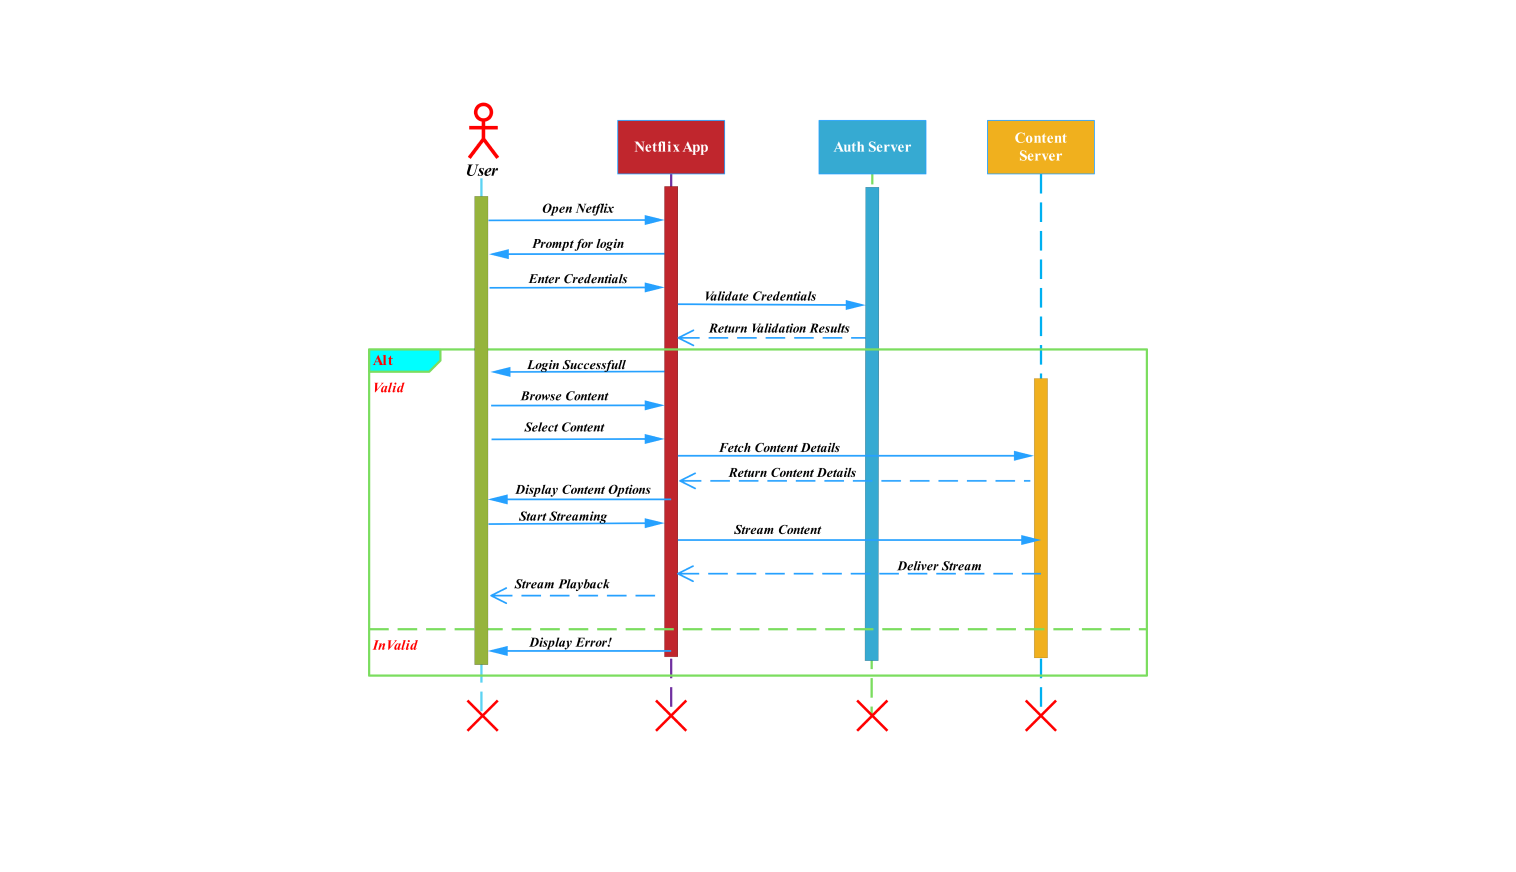 User
Netflix App
Auth Server
Content
Server
Open Netflix
Prompt for login
Enter Credentials
Validate Credentials
Return Validation Results
Alt
Login Successfull
Valid
Browse Content
Select Content
Fetch Content Details
Return Content Details
Display Content Options
Start Streaming
Stream Content
Deliver Stream
Stream Playback
InValid
Display Error!